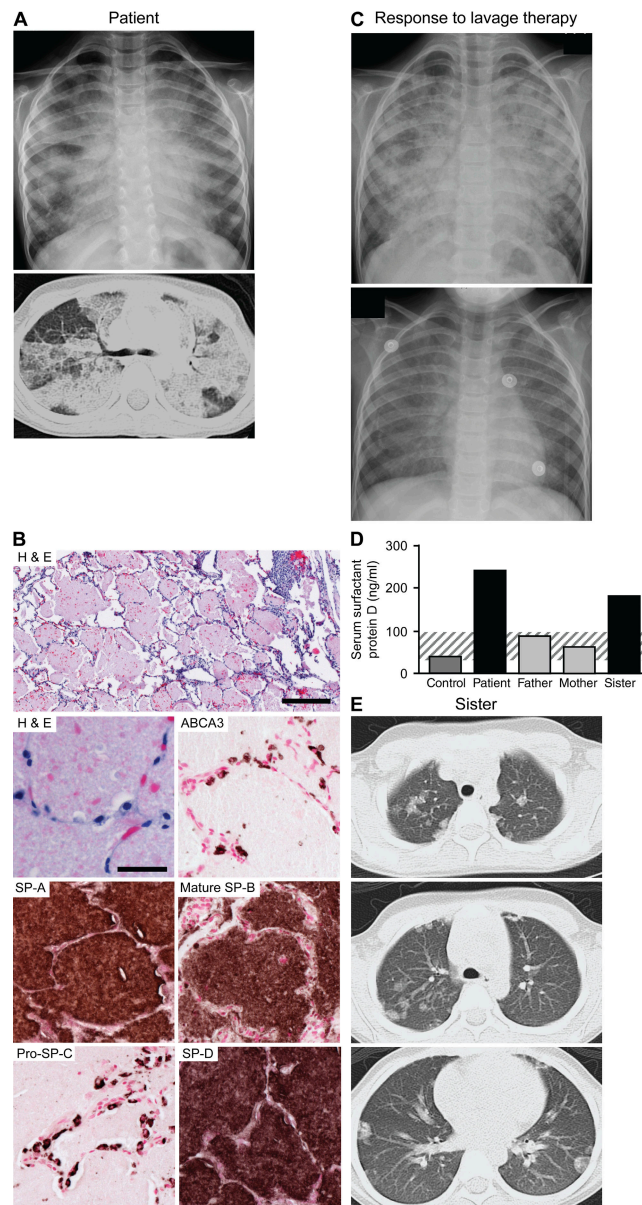 A
Patient
C
Response to lavage therapy
B
H & E
H & E
ABCA3
SP-A
Mature SP-B
Pro-SP-C
SP-D
D
Serum surfactant
protein D (ng/ml)
300
200
100
0
Control
Patient
Father
Mother
Sister
E
Sister